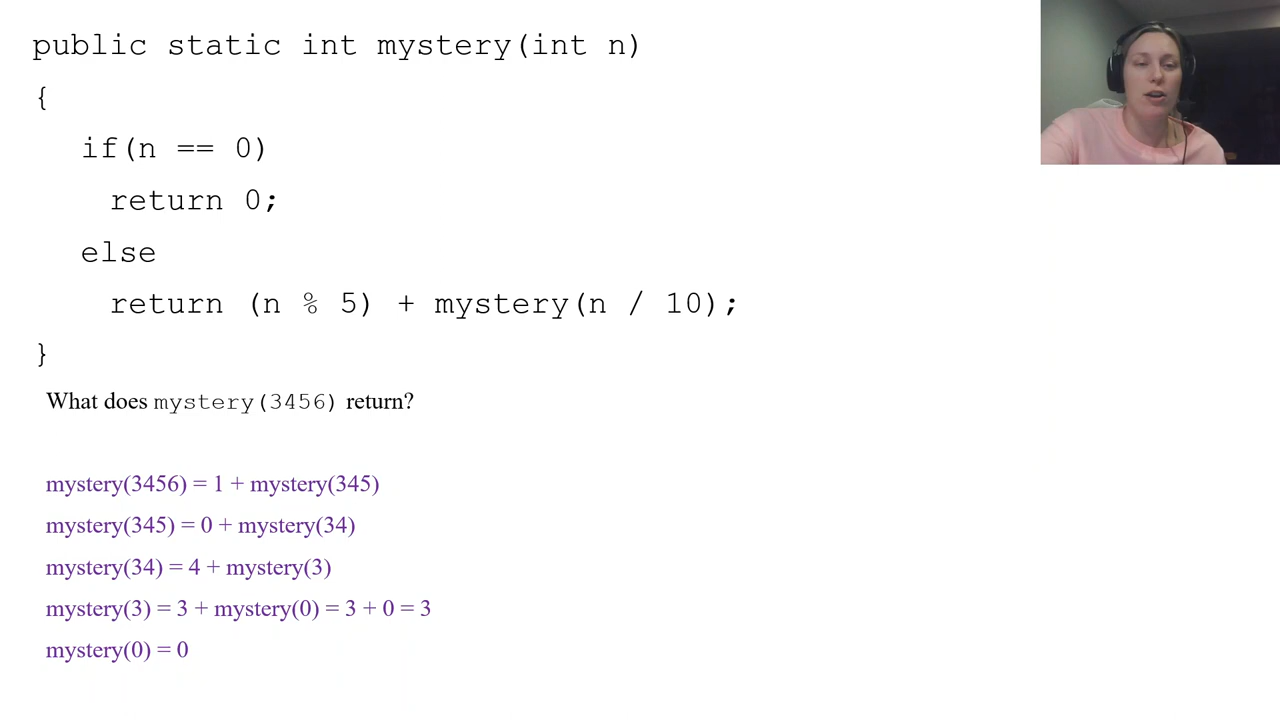 public static int mystery(int n)
{
if(n == 0)
return 0;
else
return (n % 5) + mystery(n / 10);
}
What does mystery(3456) return?
mystery(3456) = 1 + mystery(345)
mystery(345) = 0 + mystery(34)
mystery(34) = 4 + mystery(3)
mystery(3) = 3 + mystery(0) = 3 + 0 = 3
mystery(0) = 0